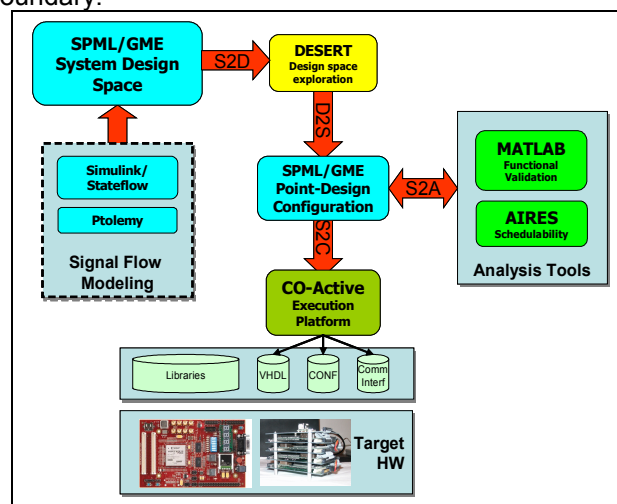 oundary.
SPML/GME
System Design
Space
S2D
DESERT
Design space
exploration
D2S
Simulink/
Stateflow
Ptolemy
Signal Flow
Modeling
SPML/GME
Point-Design
Configuration
S2A
MATLAB
Functional
Validation
AIRES
Schedulability
Analysis Tools
S2C
CO-Active
Execution
Platform
Libraries
VHDL
CONF
Comm
Interf
Target
HW